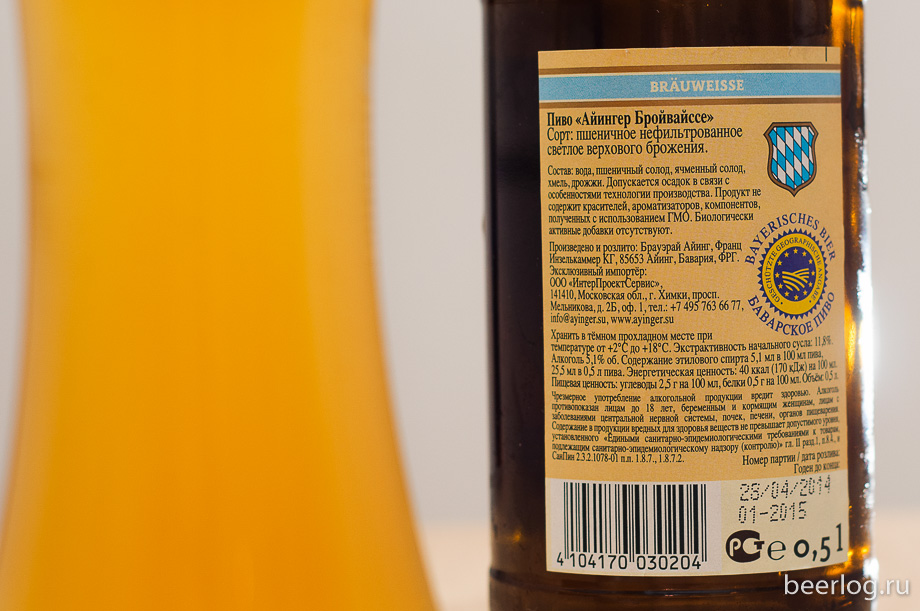 BRÄUWEISSE
Пиво «Айингер Бройвайссе»
Сорт: пшеничное нефильтрованное
светлое верхового брожения.
Состав: вода, пшеничный солод, ячменный солод,
хмель, дрожжи. Допускается осадок в связи с
особенностями технологии производства. Продукт не
содержит красителей, ароматизаторов, компонентов,
полученных с использованием ГМО. Биологически
активные добавки отсутствуют.
BAYERISCHES BIER
GESCHÜTZTE GEOGRAPHISCHE ANGABE
БАВАРСКОЕ ПИВО
Произведено и розлито: Брауэрай Айинг, Франц
Инзелькаммер КГ, 85653 Айинг, Бавария, ФРГ.
Эксклюзивный импортёр:
ООО «ИнтерПроектСервис»,
141410, Московская обл., г. Химки, просп.
Мельникова, д. 2Б, оф. 1, тел.: +7 495 763 66 77,
info@ayinger.su, www.ayinger.su
Хранить в тёмном прохладном месте при
температуре от +2°С до +18°С. Экстрактивность начального сусла: 11,8%.
Алкоголь 5,1% об. Содержание этилового спирта 5,1 мл в 100 мл пива,
25,5 мл в 0,5 л пива. Энергетическая ценность: 40 ккал (170 кДж) на 100 мл.
Пищевая ценность: углеводы 2,5 г на 100 мл, белки 0,5 г на 100 мл. Объём: 0,5 л.
Чрезмерное употребление алкогольной продукции вредит здоровью. Алкоголь
противопоказан лицам до 18 лет, беременным и кормящим женщинам, лицам с
заболеваниями центральной нервной системы, почек, печени, органов пищеварения.
Содержание в продукции вредных для здоровья веществ не превышает допустимого уровня,
установленного «Едиными санитарно-эпидемиологическими требованиями к товарам,
подлежащим санитарно-эпидемиологическому надзору (контролю)» гл. II разд.1, п.8.4., и
СанПин 2.3.2.1078-01 п.п. 1.8.7., 1.8.7.2.
Номер партии / дата розлива:
Годен до конца:
28/04/2014
01-2015
4 104170 030204
РСТ e 0,5 l
beerlog.ru